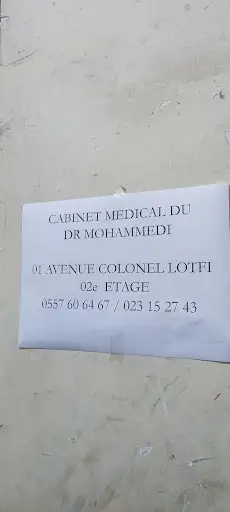 CABINET MEDICAL DU
DR MOHAMMEDI
01 AVENUE COLONEL LOTFI
02e ETAGE
0557 60 64 67 / 023 15 27 43